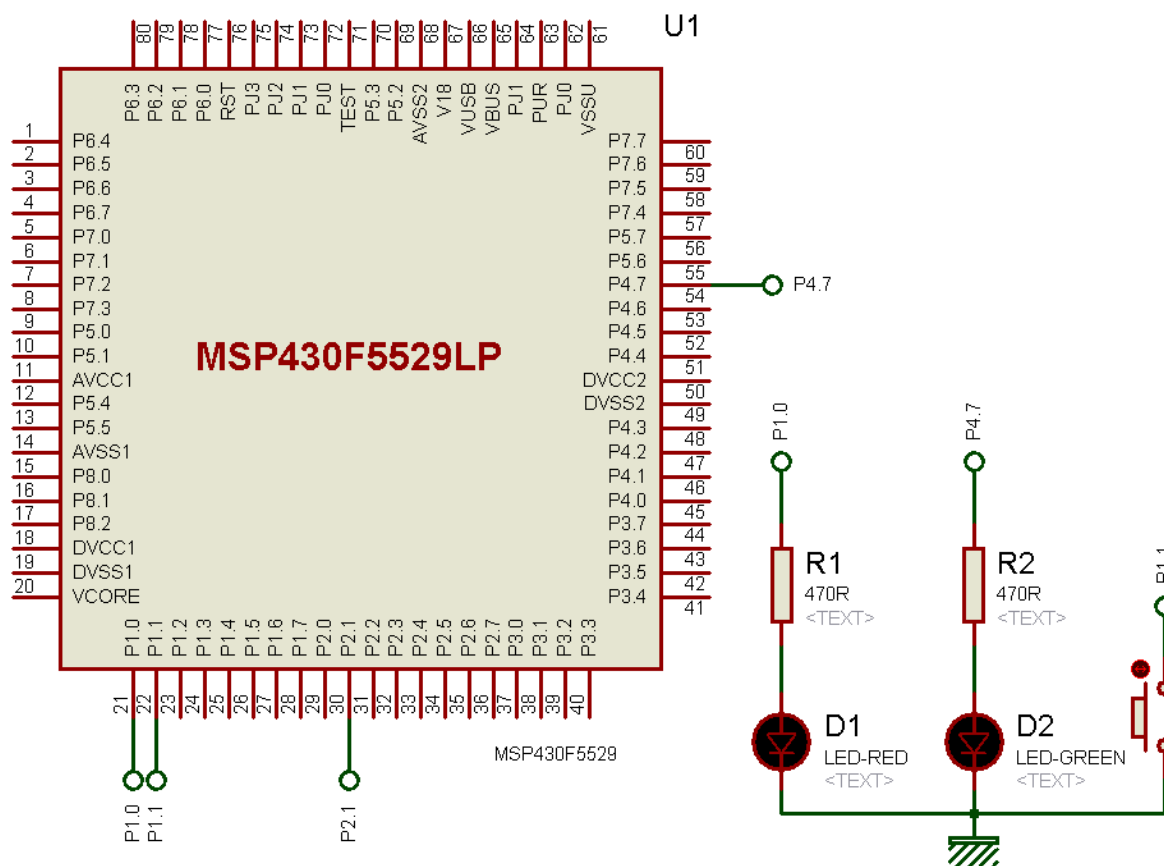 U1
80 79 78 77 76 75 74 73 72 71 70 69 68 67 66 65 64 63 62 61
P6.3 P6.2 P6.1 P6.0 RST PJ3 PJ2 PJ1 PJ0 TEST P5.3 P5.2 AVSS2 V18 VUSB VBUS PJ1 PUR PJ0 VSSU
1 P6.4
2 P6.5
3 P6.6
4 P6.7
5 P7.0
6 P7.1
7 P7.2
8 P7.3
9 P5.0
10 P5.1
11 AVCC1
12 P5.4
13 P5.5
14 AVSS1
15 P8.0
16 P8.1
17 P8.2
18 DVCC1
19 DVSS1
20 VCORE
MSP430F5529LP
P7.7 60
P7.6 59
P7.5 58
P7.4 57
P5.7 56
P5.6 55
P4.7 54
P4.6 53
P4.5 52
P4.4 51
DVCC2 50
DVSS2 49
P4.3 48
P4.2 47
P4.1 46
P4.0 45
P3.7 44
P3.6 43
P3.5 42
P3.4 41
P4.7
P1.0 P1.1 P1.2 P1.3 P1.4 P1.5 P1.6 P1.7 P2.0 P2.1 P2.2 P2.3 P2.4 P2.5 P2.6 P2.7 P3.0 P3.1 P3.2 P3.3
21 22 23 24 25 26 27 28 29 30 31 32 33 34 35 36 37 38 39 40
MSP430F5529
P1.0 P1.1 P2.1
P1.0
R1
470R
<TEXT>
D1
LED-RED
<TEXT>
P4.7
R2
470R
<TEXT>
D2
LED-GREEN
<TEXT>
P1.1